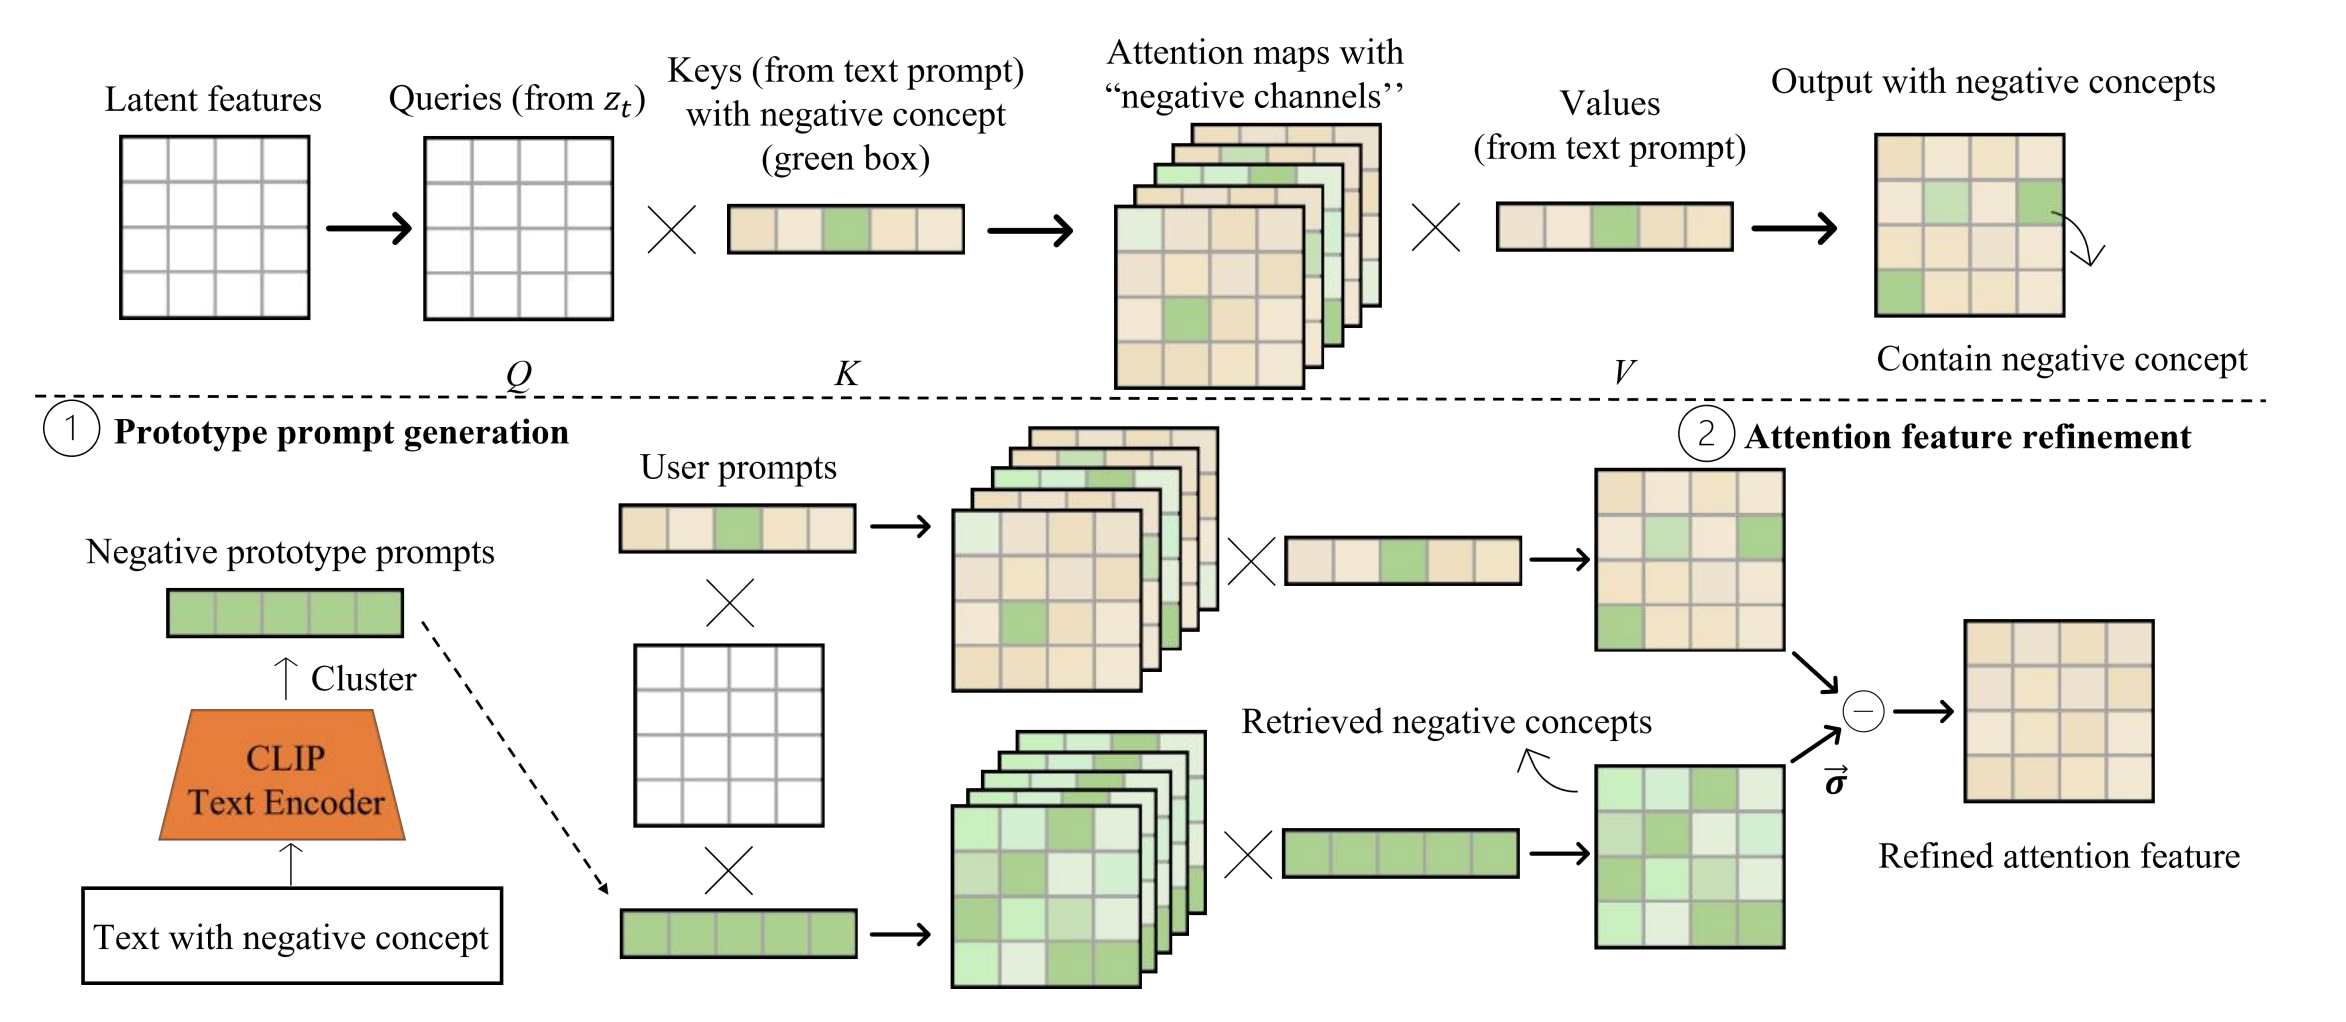 Latent features
Queries (from z_t)
Keys (from text prompt)
with negative concept
(green box)
Attention maps with
“negative channels’’
Values
(from text prompt)
Output with negative concepts
Q
K
V
Contain negative concept
1 Prototype prompt generation
2 Attention feature refinement
User prompts
Negative prototype prompts
Cluster
CLIP
Text Encoder
Text with negative concept
Retrieved negative concepts
−
σ⃗
Refined attention feature